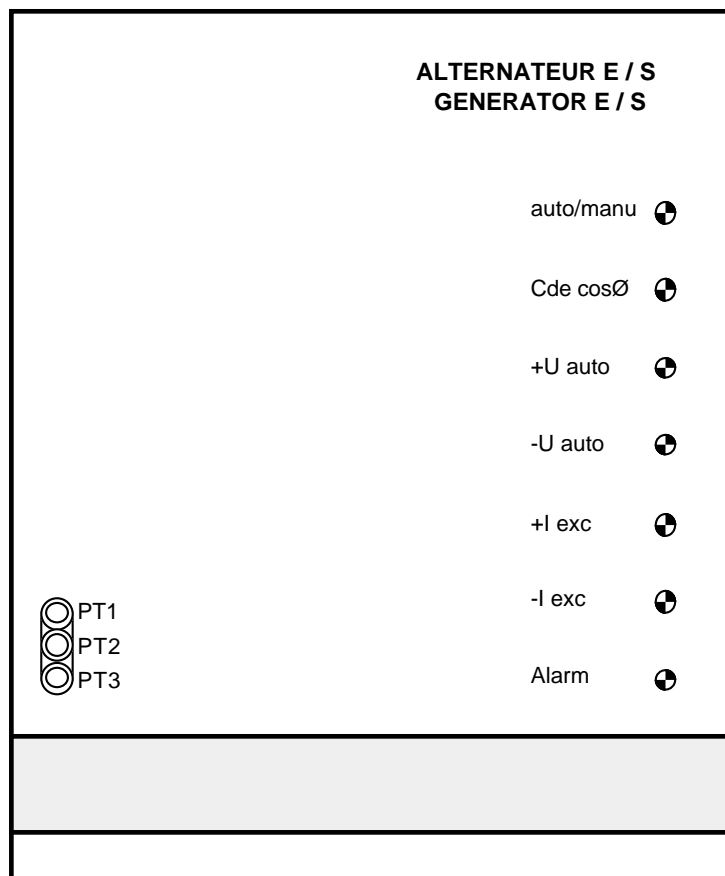 ALTERNATEUR E / S
GENERATOR E / S
auto/manu
Cde cosØ
+U auto
-U auto
+I exc
-I exc
Alarm
PT1
PT2
PT3